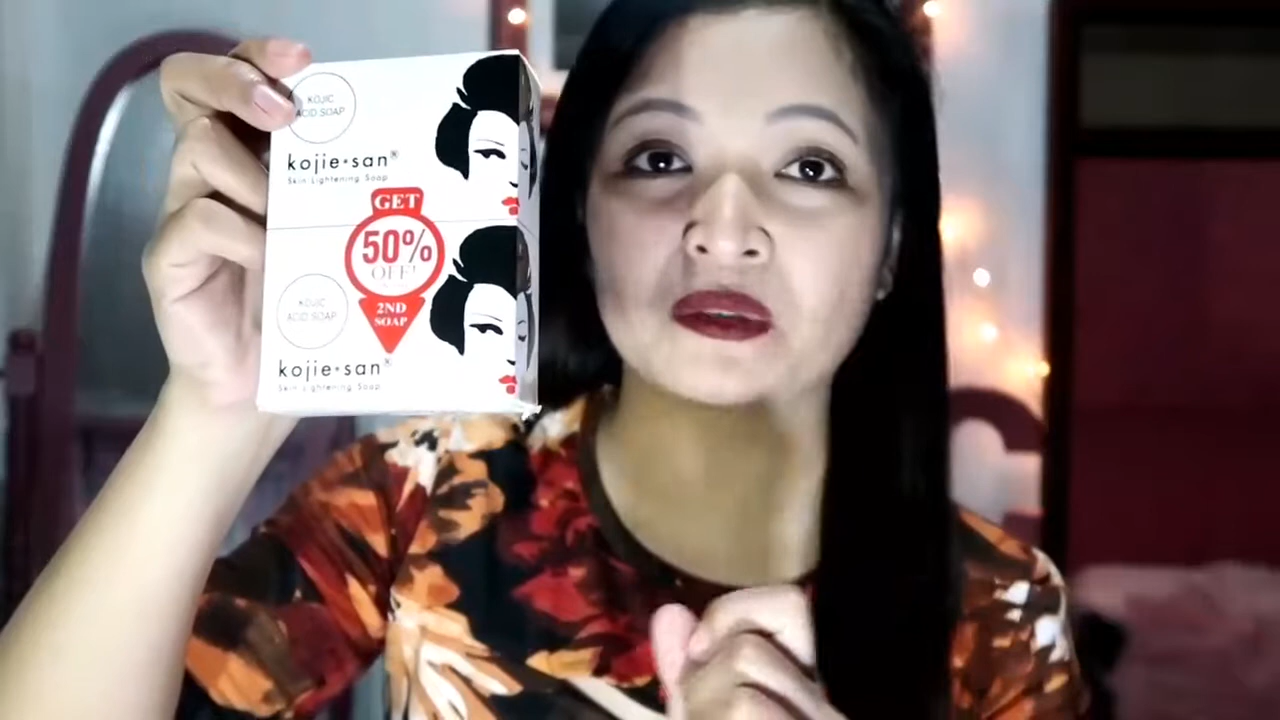 KOJIC
ACID SOAP
kojie•san®
Skin Lightening Soap
GET
50%
OFF!
2ND
SOAP
KOJIC
ACID SOAP
kojie•san®
Skin Lightening Soap